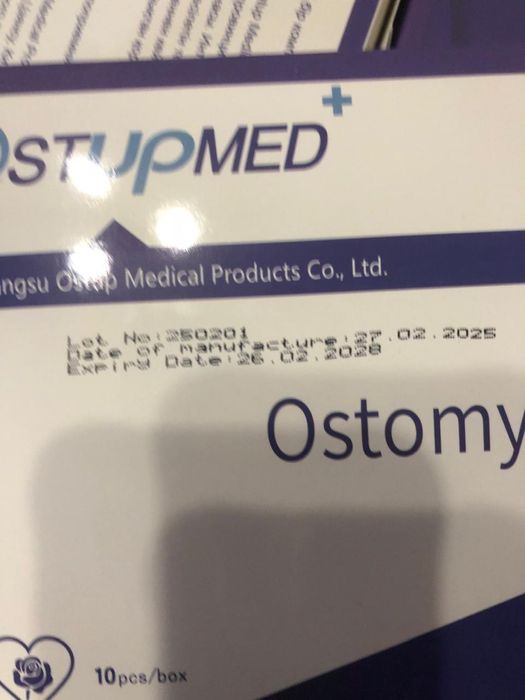 OSTUPMED+
angsu Ostup Medical Products Co., Ltd.
Lot No:250201
Date of manufacture:27.02.2025
Expiry Date:26.02.2028
Ostomy
10pcs/box